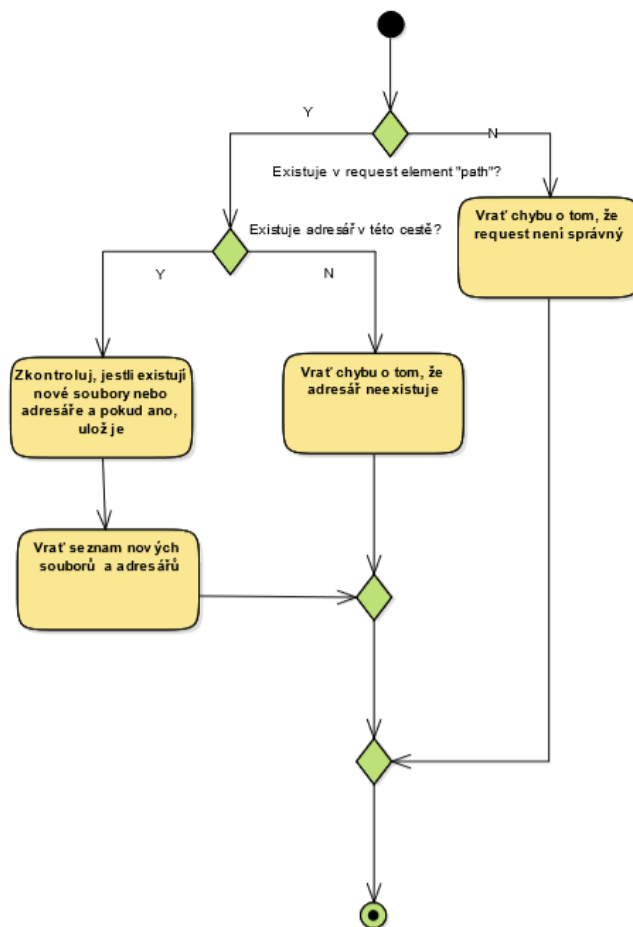 Y
N
Existuje v request element "path"?
Vrať chybu o tom, že
request není správný
Existuje adresář v této cestě?
Y
N
Zkontroluj, jestli existují
nové soubory nebo
adresáře a pokud ano,
ulož je
Vrať chybu o tom, že
adresář neexistuje
Vrať seznam nových
souborů a adresářů